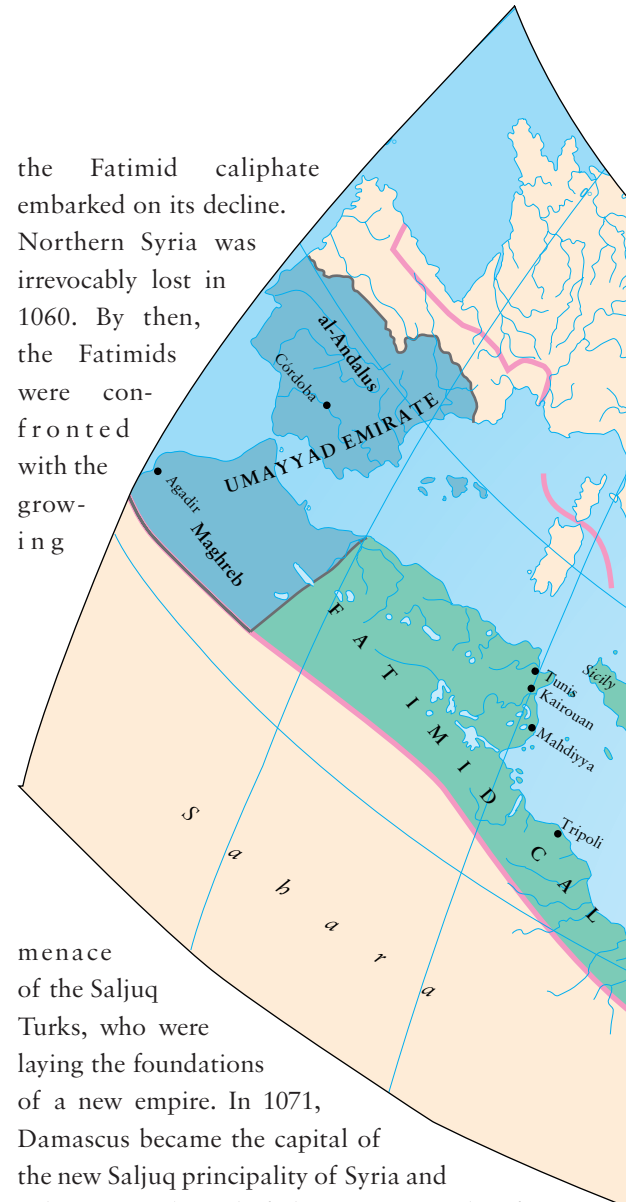 the Fatimid caliphate
embarked on its decline.
Northern Syria was
irrevocably lost in
1060. By then,
the Fatimids
were con-
fronted
with the
grow-
ing
menace
of the Saljuq
Turks, who were
laying the foundations
of a new empire. In 1071,
Damascus became the capital of
the new Saljuq principality of Syria and
al-Andalus
Córdoba
UMAYYAD EMIRATE
Agadir
Maghreb
FATIMID CAL
Sicily
Tunis
Kairouan
Mahdiyya
Tripoli
Sahara